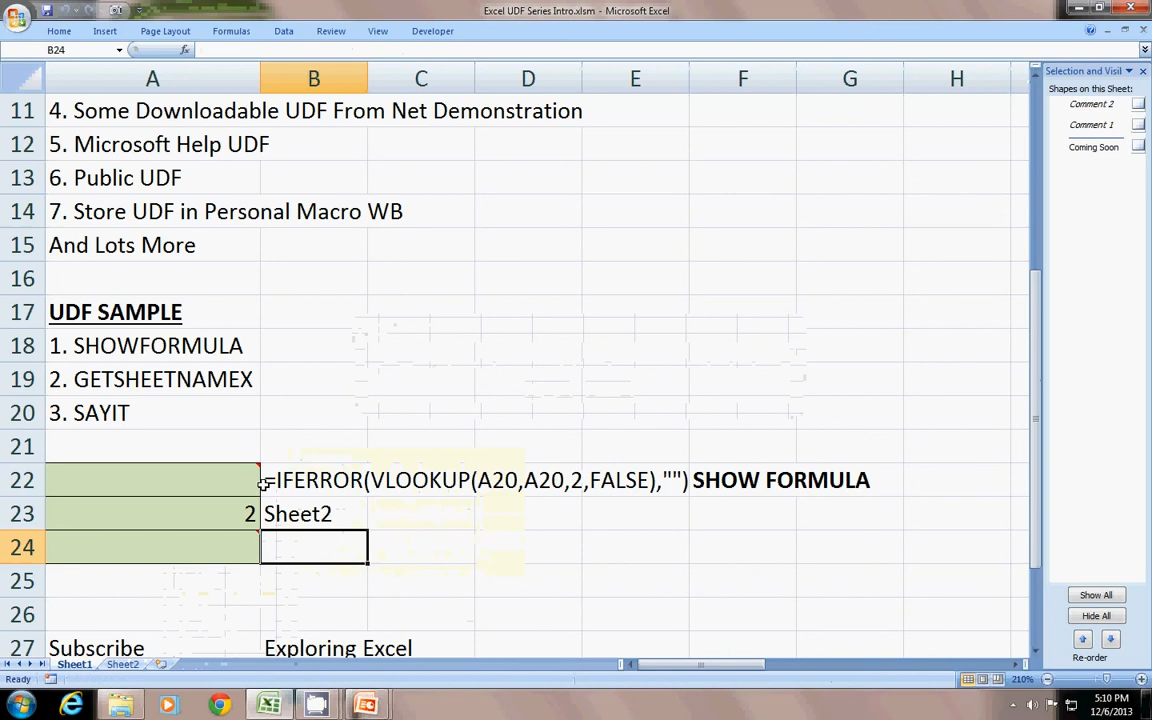 Excel UDF Series Intro.xlsm - Microsoft Excel
Home Insert Page Layout Formulas Data Review View Developer
B24 fx
A B C D E F G H
11 4. Some Downloadable UDF From Net Demonstration
12 5. Microsoft Help UDF
13 6. Public UDF
14 7. Store UDF in Personal Macro WB
15 And Lots More
16
17 UDF SAMPLE
18 1. SHOWFORMULA
19 2. GETSHEETNAMEX
20 3. SAYIT
21
22 =IFERROR(VLOOKUP(A20,A20,2,FALSE),"") SHOW FORMULA
23 2 Sheet2
24
25
26
27 Subscribe Exploring Excel
Selection and Visil
Shapes on this Sheet:
Comment 2
Comment 1
Coming Soon
Show All
Hide All
Re-order
Sheet1 Sheet2
Ready 210%
5:10 PM
12/6/2013